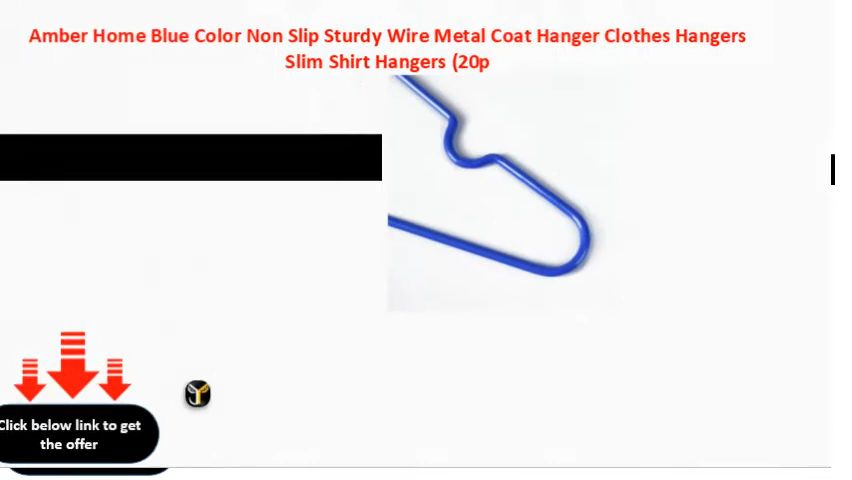 Amber Home Blue Color Non Slip Sturdy Wire Metal Coat Hanger Clothes Hangers
Slim Shirt Hangers (20p
Click below link to get
the offer